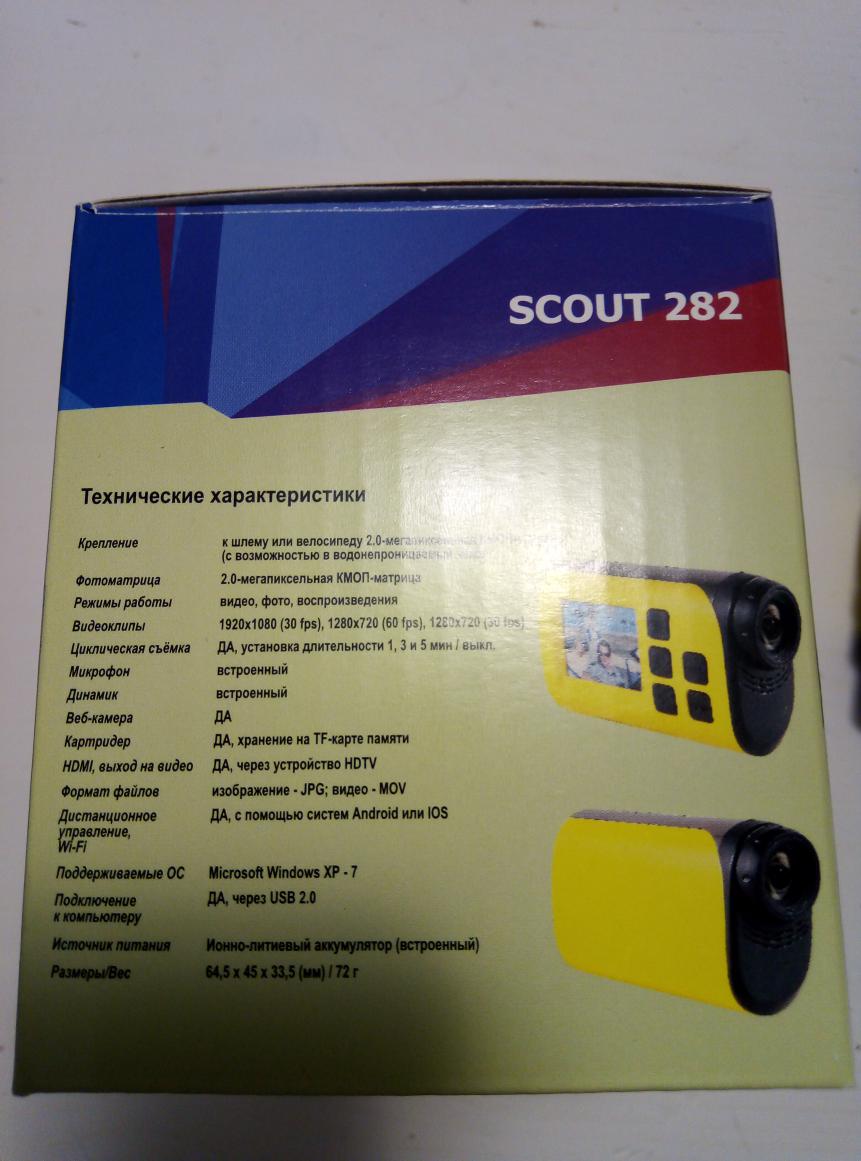 SCOUT 282
Технические характеристики
Крепление к шлему или велосипеду 2.0-мегапиксельная
(с возможностью в водонепроницаемый
Фотоматрица 2.0-мегапиксельная КМОП-матрица
Режимы работы видео, фото, воспроизведения
Видеоклипы 1920x1080 (30 fps), 1280x720 (60 fps), 1280x720 (30 fps)
Циклическая съёмка ДА, установка длительности 1, 3 и 5 мин / выкл.
Микрофон встроенный
Динамик встроенный
Веб-камера ДА
Картридер ДА, хранение на TF-карте памяти
HDMI, выход на видео ДА, через устройство HDTV
Формат файлов изображение - JPG; видео - MOV
Дистанционное ДА, с помощью систем Android или IOS
управление,
Wi-Fi
Поддерживаемые ОС Microsoft Windows XP - 7
Подключение ДА, через USB 2.0
к компьютеру
Источник питания Ионно-литиевый аккумулятор (встроенный)
Размеры/Вес 64,5 x 45 x 33,5 (мм) / 72 г